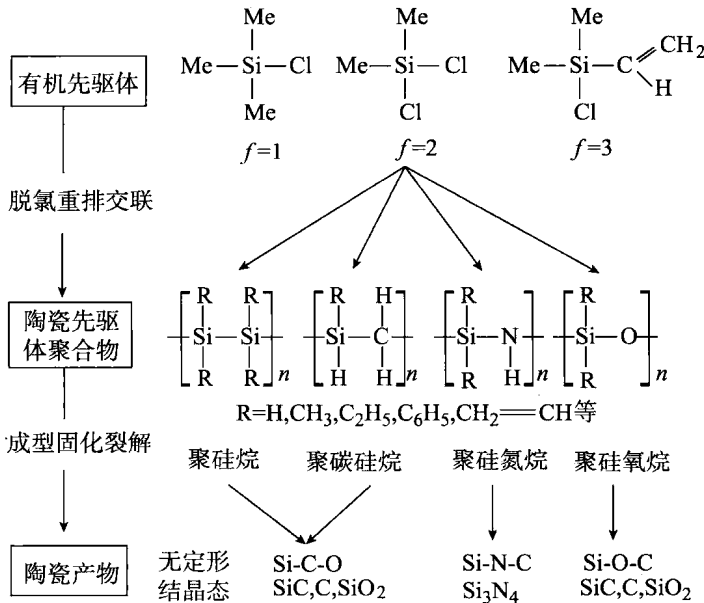 有机先驱体
Me
Me—Si—Cl
Me
f=1
Me
Me—Si—Cl
Cl
f=2
Me
Me—Si—C=CH₂
H
Cl
f=3
脱氯重排交联
陶瓷先驱
体聚合物
R R
Si—Si
R R
n
R H
Si—C
H H
n
R
Si—N
R H
n
R
Si—O
R
n
R=H,CH₃,C₂H₅,C₆H₅,CH₂=CH等
成型固化裂解
聚硅烷 聚碳硅烷 聚硅氮烷 聚硅氧烷
陶瓷产物
无定形 Si-C-O Si-N-C Si-O-C
结晶态 SiC,C,SiO₂ Si₃N₄ SiC,C,SiO₂